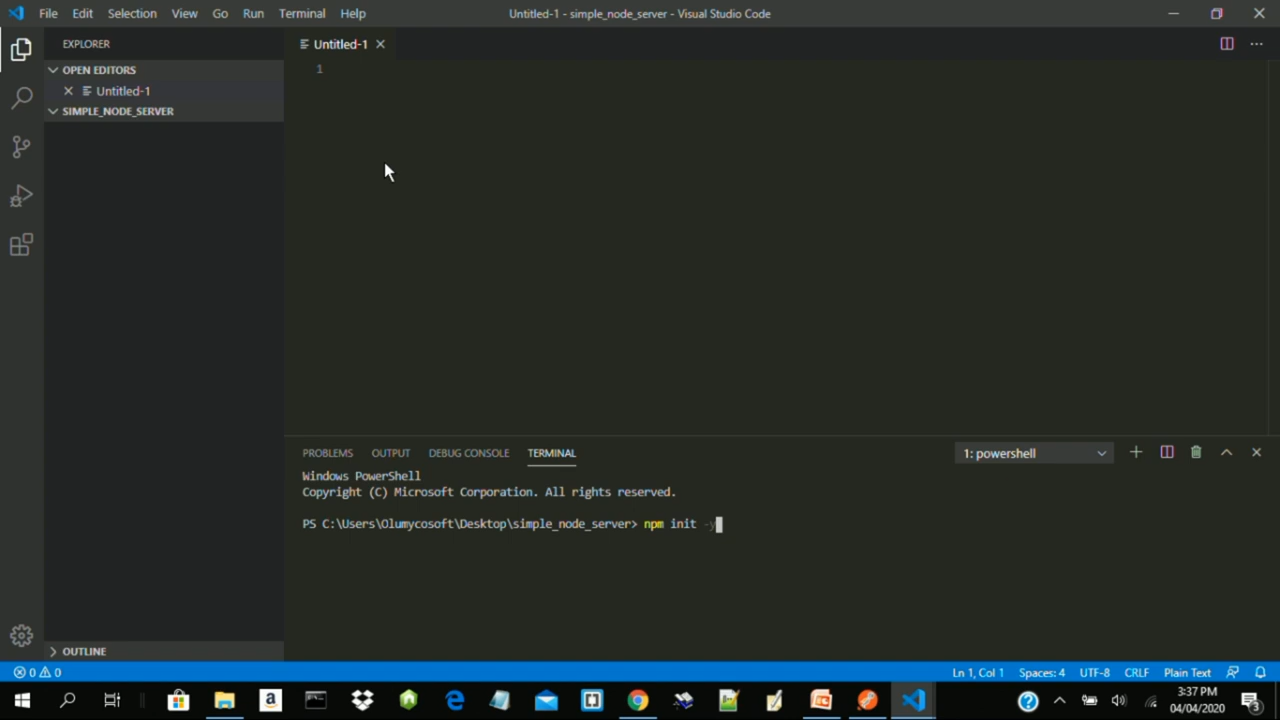 File Edit Selection View Go Run Terminal Help
Untitled-1 - simple_node_server - Visual Studio Code
EXPLORER
OPEN EDITORS
Untitled-1
SIMPLE_NODE_SERVER
Untitled-1
1
PROBLEMS OUTPUT DEBUG CONSOLE TERMINAL
1: powershell
Windows PowerShell
Copyright (C) Microsoft Corporation. All rights reserved.
PS C:\Users\Olumycosoft\Desktop\simple_node_server> npm init -y
OUTLINE
0 0
Ln 1, Col 1 Spaces: 4 UTF-8 CRLF Plain Text
3:37 PM
04/04/2020
3